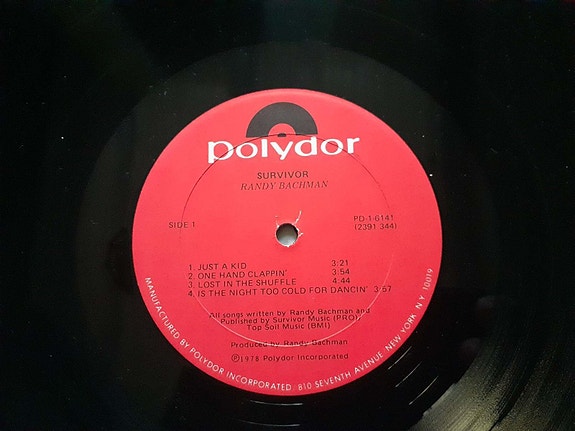 polydor
SURVIVOR
RANDY BACHMAN
SIDE 1
PD-1-6141
(2391 344)
1. JUST A KID 3:21
2. ONE HAND CLAPPIN' 3:54
3. LOST IN THE SHUFFLE 4:44
4. IS THE NIGHT TOO COLD FOR DANCIN' 3:57
All songs written by Randy Bachman and
Published by Survivor Music (PRO),
Top Soil Music (BMI)
Produced by Randy Bachman
℗ 1978 Polydor Incorporated
MANUFACTURED BY POLYDOR INCORPORATED, 810 SEVENTH AVENUE NEW YORK N.Y. 10019